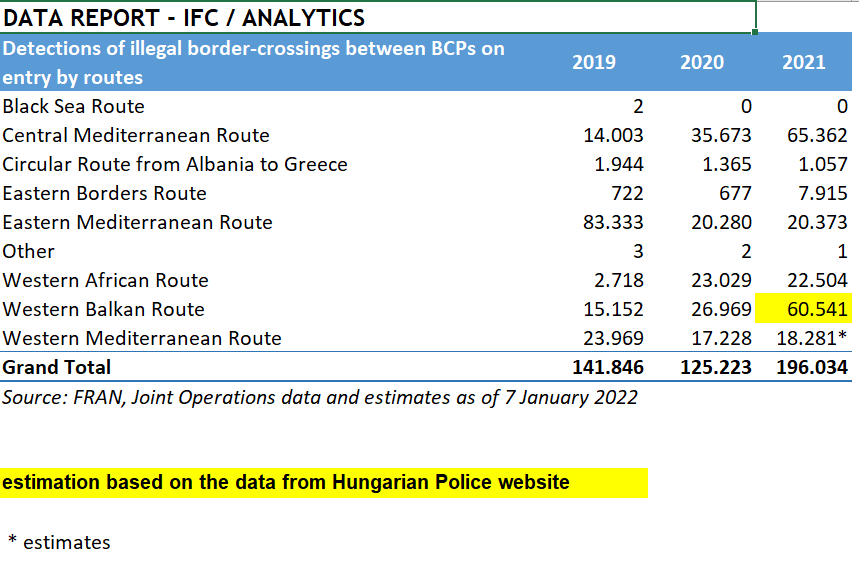 DATA REPORT - IFC / ANALYTICS
Detections of illegal border-crossings between BCPs on
entry by routes 2019 2020 2021
Black Sea Route 2 0 0
Central Mediterranean Route 14.003 35.673 65.362
Circular Route from Albania to Greece 1.944 1.365 1.057
Eastern Borders Route 722 677 7.915
Eastern Mediterranean Route 83.333 20.280 20.373
Other 3 2 1
Western African Route 2.718 23.029 22.504
Western Balkan Route 15.152 26.969 60.541
Western Mediterranean Route 23.969 17.228 18.281*
Grand Total 141.846 125.223 196.034
Source: FRAN, Joint Operations data and estimates as of 7 January 2022
estimation based on the data from Hungarian Police website
* estimates